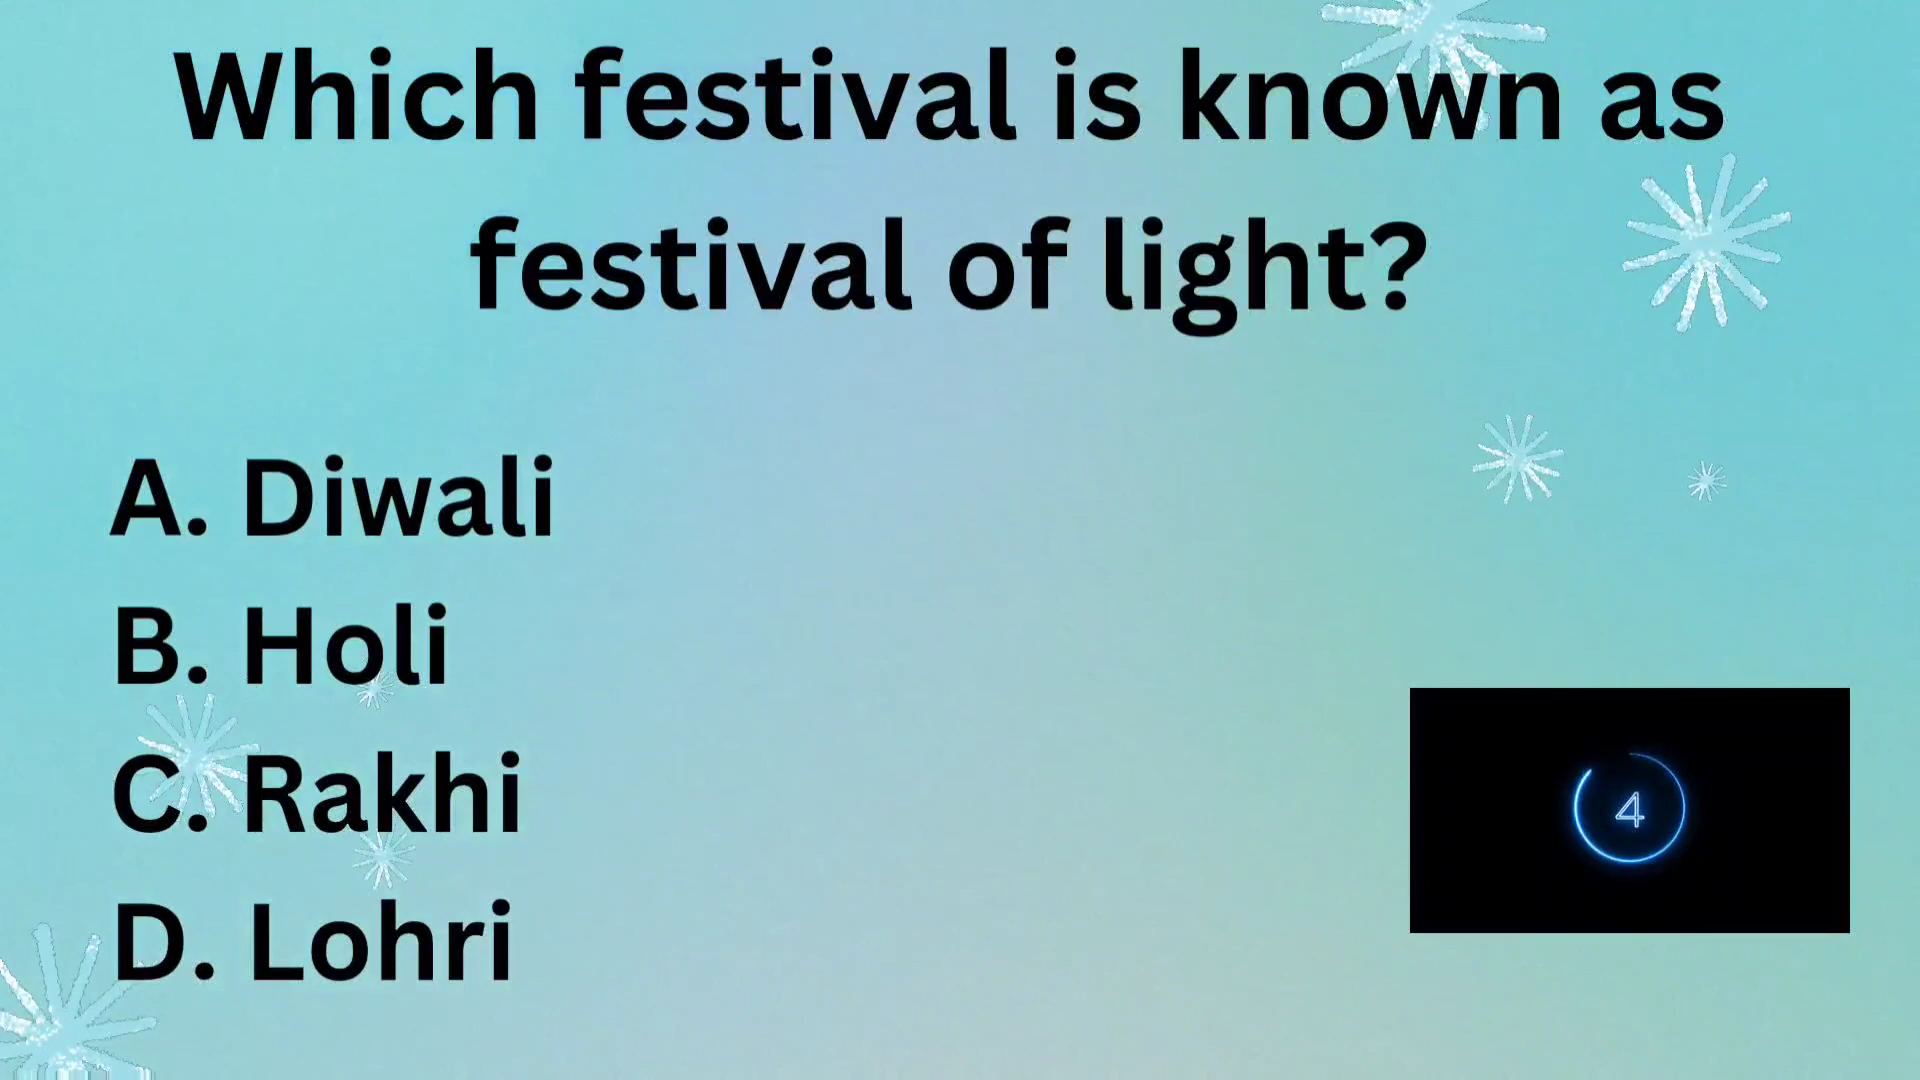 Which festival is known as
festival of light?
A. Diwali
B. Holi
C. Rakhi
D. Lohri
4